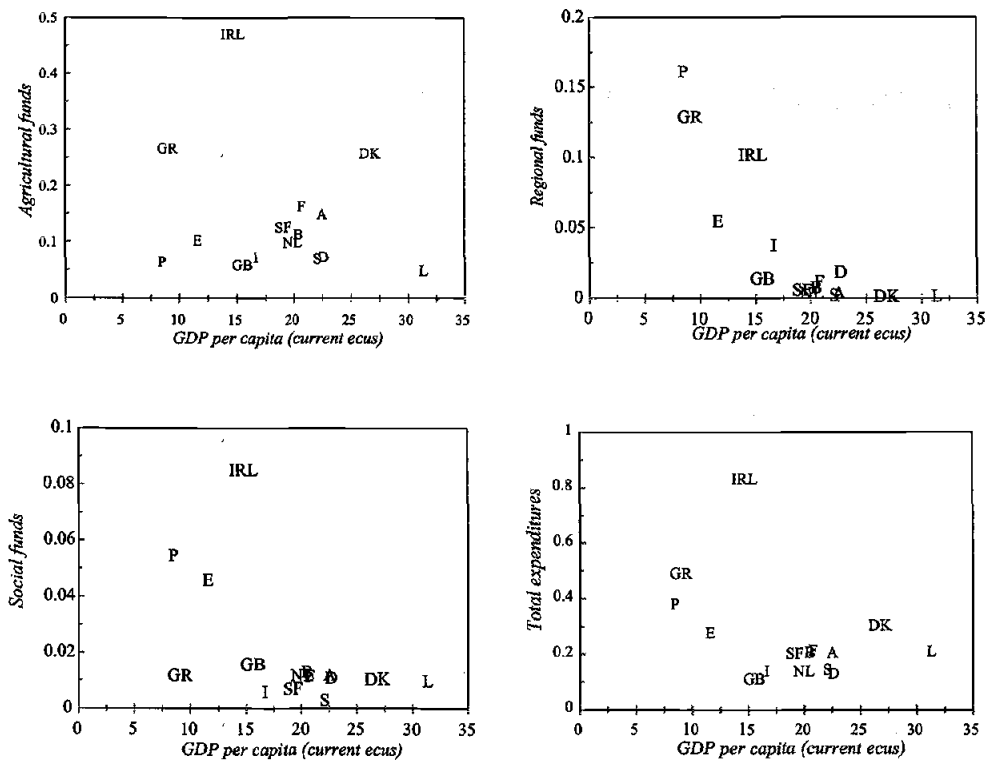 0.5
0.4
0.3
0.2
0.1
0
Agricultural funds
IRL
GR
DK
F
A
SF
B
E
NL
P
GB
I
S
D
L
0 5 10 15 20 25 30 35
GDP per capita (current ecus)
0.2
0.15
0.1
0.05
0
Regional funds
P
GR
IRL
E
I
D
GB
F
B
SF
S
A
DK
L
0 5 10 15 20 25 30 35
GDP per capita (current ecus)
0.1
0.08
0.06
0.04
0.02
0
Social funds
IRL
P
E
GB
GR
B
NL
F
A
D
DK
L
I
SF
S
0 5 10 15 20 25 30 35
GDP per capita (current ecus)
1
0.8
0.6
0.4
0.2
0
Total expenditures
IRL
GR
P
E
DK
SF
B
F
A
L
I
GB
NL
S
D
0 5 10 15 20 25 30 35
GDP per capita (current ecus)